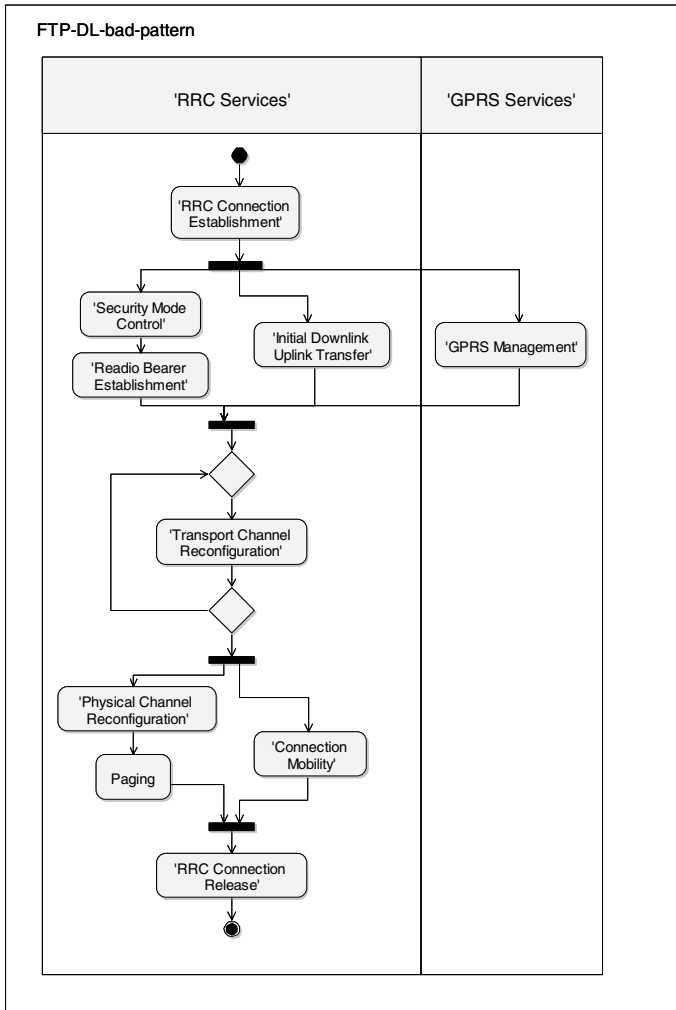 FTP-DL-bad-pattern
'RRC Services'
'GPRS Services'
'RRC Connection
Establishment'
'Security Mode
Control'
'Initial Downlink
Uplink Transfer'
'GPRS Management'
'Readio Bearer
Establishment'
'Transport Channel
Reconfiguration'
'Physical Channel
Reconfiguration'
'Connection
Mobility'
Paging
'RRC Connection
Release'